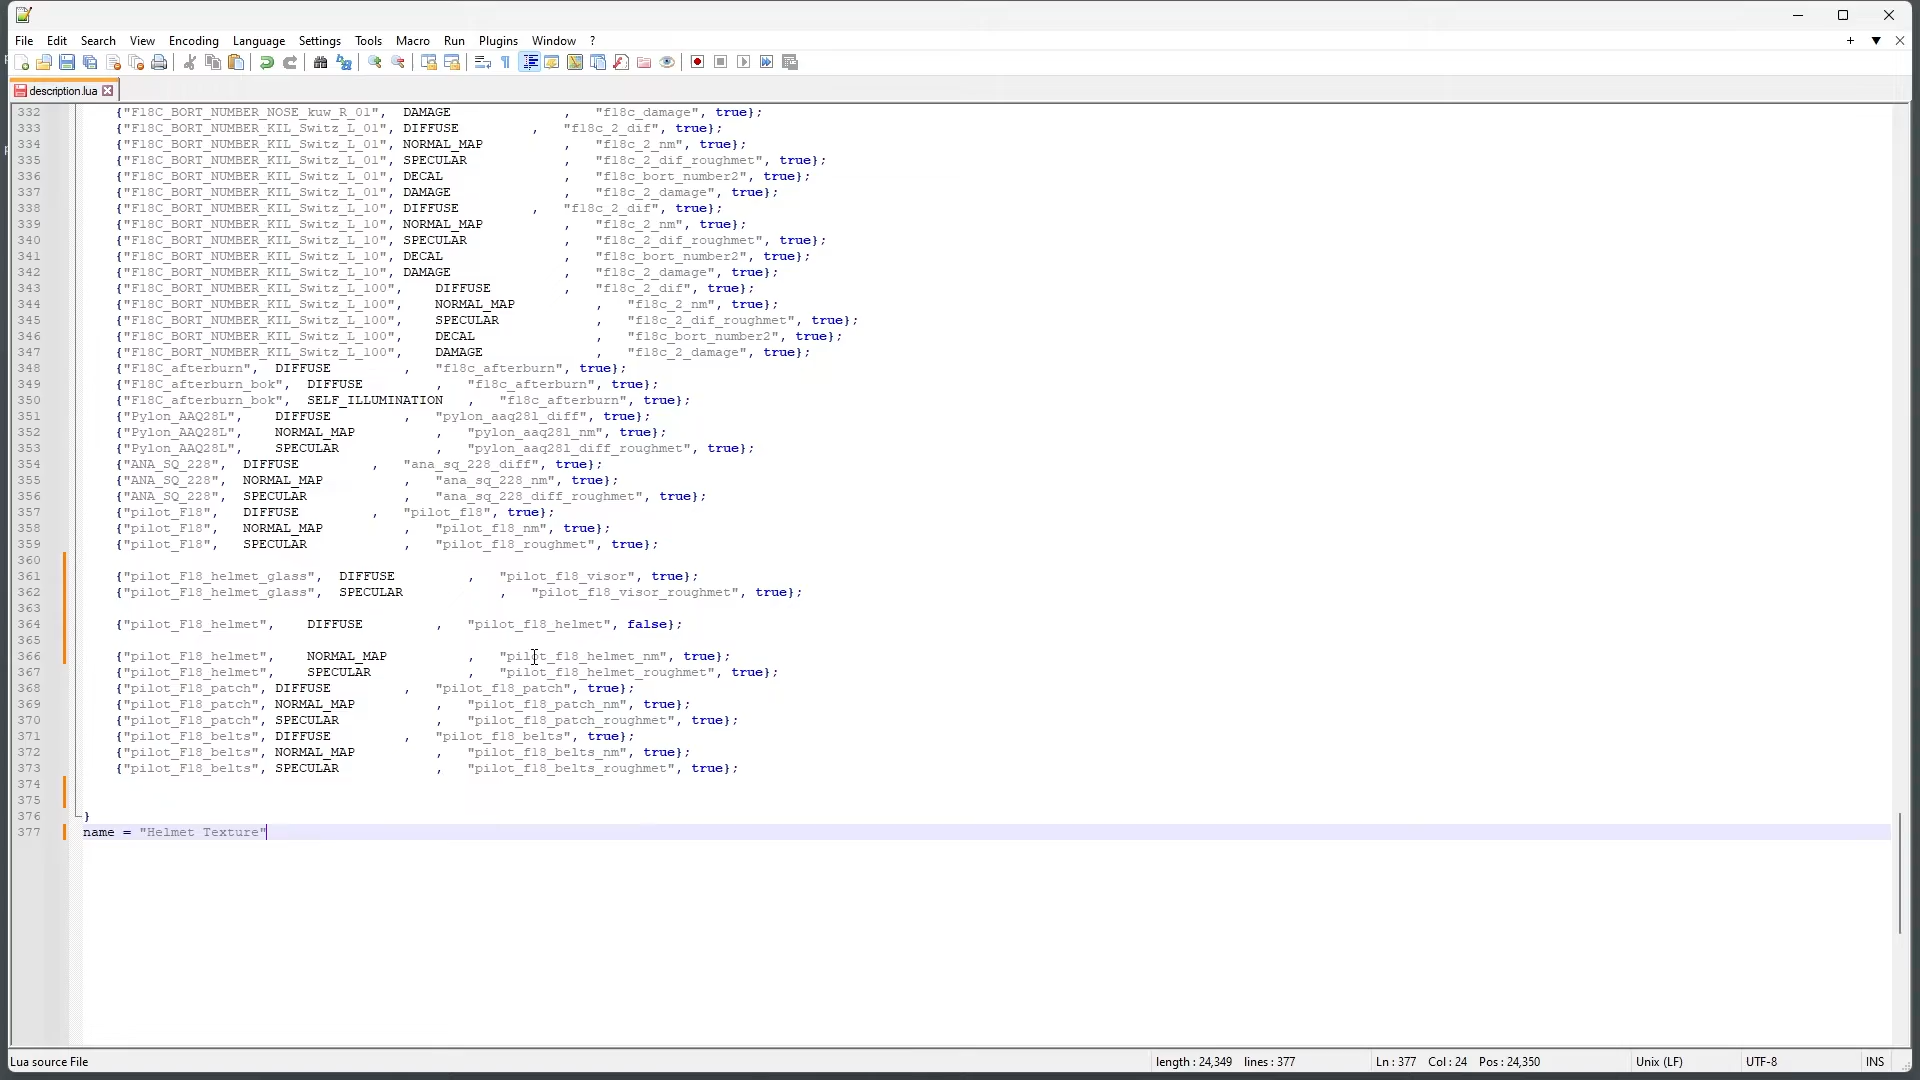 File Edit Search View Encoding Language Settings Tools Macro Run Plugins Window ?
description.lua
332 {"F18C_BORT_NUMBER_NOSE_kuw_R_01", DAMAGE , "f18c_damage", true};
333 {"F18C_BORT_NUMBER_KIL_Switz_L_01", DIFFUSE , "f18c_2_dif", true};
334 {"F18C_BORT_NUMBER_KIL_Switz_L_01", NORMAL_MAP , "f18c_2_nm", true};
335 {"F18C_BORT_NUMBER_KIL_Switz_L_01", SPECULAR , "f18c_2_dif_roughmet", true};
336 {"F18C_BORT_NUMBER_KIL_Switz_L_01", DECAL , "f18c_bort_number2", true};
337 {"F18C_BORT_NUMBER_KIL_Switz_L_01", DAMAGE , "f18c_2_damage", true};
338 {"F18C_BORT_NUMBER_KIL_Switz_L_10", DIFFUSE , "f18c_2_dif", true};
339 {"F18C_BORT_NUMBER_KIL_Switz_L_10", NORMAL_MAP , "f18c_2_nm", true};
340 {"F18C_BORT_NUMBER_KIL_Switz_L_10", SPECULAR , "f18c_2_dif_roughmet", true};
341 {"F18C_BORT_NUMBER_KIL_Switz_L_10", DECAL , "f18c_bort_number2", true};
342 {"F18C_BORT_NUMBER_KIL_Switz_L_10", DAMAGE , "f18c_2_damage", true};
343 {"F18C_BORT_NUMBER_KIL_Switz_L_100", DIFFUSE , "f18c_2_dif", true};
344 {"F18C_BORT_NUMBER_KIL_Switz_L_100", NORMAL_MAP , "f18c_2_nm", true};
345 {"F18C_BORT_NUMBER_KIL_Switz_L_100", SPECULAR , "f18c_2_dif_roughmet", true};
346 {"F18C_BORT_NUMBER_KIL_Switz_L_100", DECAL , "f18c_bort_number2", true};
347 {"F18C_BORT_NUMBER_KIL_Switz_L_100", DAMAGE , "f18c_2_damage", true};
348 {"F18C_afterburn", DIFFUSE , "f18c_afterburn", true};
349 {"F18C_afterburn_bok", DIFFUSE , "f18c_afterburn", true};
350 {"F18C_afterburn_bok", SELF_ILLUMINATION , "f18c_afterburn", true};
351 {"Pylon_AAQ28L", DIFFUSE , "pylon_aaq28l_diff", true};
352 {"Pylon_AAQ28L", NORMAL_MAP , "pylon_aaq28l_nm", true};
353 {"Pylon_AAQ28L", SPECULAR , "pylon_aaq28l_diff_roughmet", true};
354 {"ANA_SQ_228", DIFFUSE , "ana_sq_228_diff", true};
355 {"ANA_SQ_228", NORMAL_MAP , "ana_sq_228_nm", true};
356 {"ANA_SQ_228", SPECULAR , "ana_sq_228_diff_roughmet", true};
357 {"pilot_F18", DIFFUSE , "pilot_f18", true};
358 {"pilot_F18", NORMAL_MAP , "pilot_f18_nm", true};
359 {"pilot_F18", SPECULAR , "pilot_f18_roughmet", true};
360
361 {"pilot_F18_helmet_glass", DIFFUSE , "pilot_f18_visor", true};
362 {"pilot_F18_helmet_glass", SPECULAR , "pilot_f18_visor_roughmet", true};
363
364 {"pilot_F18_helmet", DIFFUSE , "pilot_f18_helmet", false};
365
366 {"pilot_F18_helmet", NORMAL_MAP , "pilot_f18_helmet_nm", true};
367 {"pilot_F18_helmet", SPECULAR , "pilot_f18_helmet_roughmet", true};
368 {"pilot_F18_patch", DIFFUSE , "pilot_f18_patch", true};
369 {"pilot_F18_patch", NORMAL_MAP , "pilot_f18_patch_nm", true};
370 {"pilot_F18_patch", SPECULAR , "pilot_f18_patch_roughmet", true};
371 {"pilot_F18_belts", DIFFUSE , "pilot_f18_belts", true};
372 {"pilot_F18_belts", NORMAL_MAP , "pilot_f18_belts_nm", true};
373 {"pilot_F18_belts", SPECULAR , "pilot_f18_belts_roughmet", true};
374
375
376 }
377 name = "Helmet Texture"
Lua source File length : 24,349 lines : 377 Ln : 377 Col : 24 Pos : 24,350 Unix (LF) UTF-8 INS